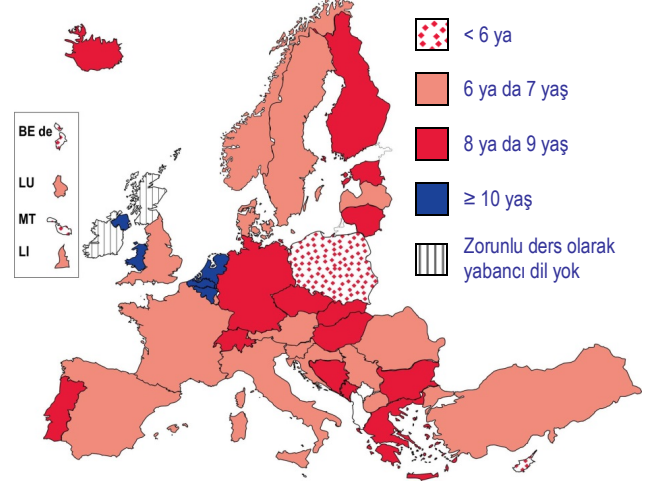 < 6 ya
6 ya da 7 yaş
8 ya da 9 yaş
≥ 10 yaş
Zorunlu ders olarak
yabancı dil yok
BE de
LU
MT
LI